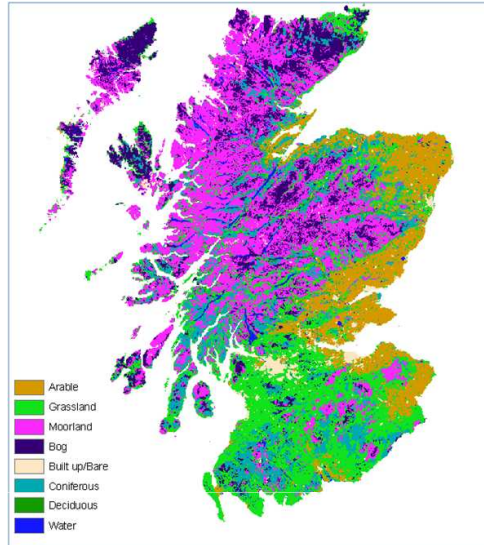 Arable
Grassland
Moorland
Bog
Built up/Bare
Coniferous
Deciduous
Water